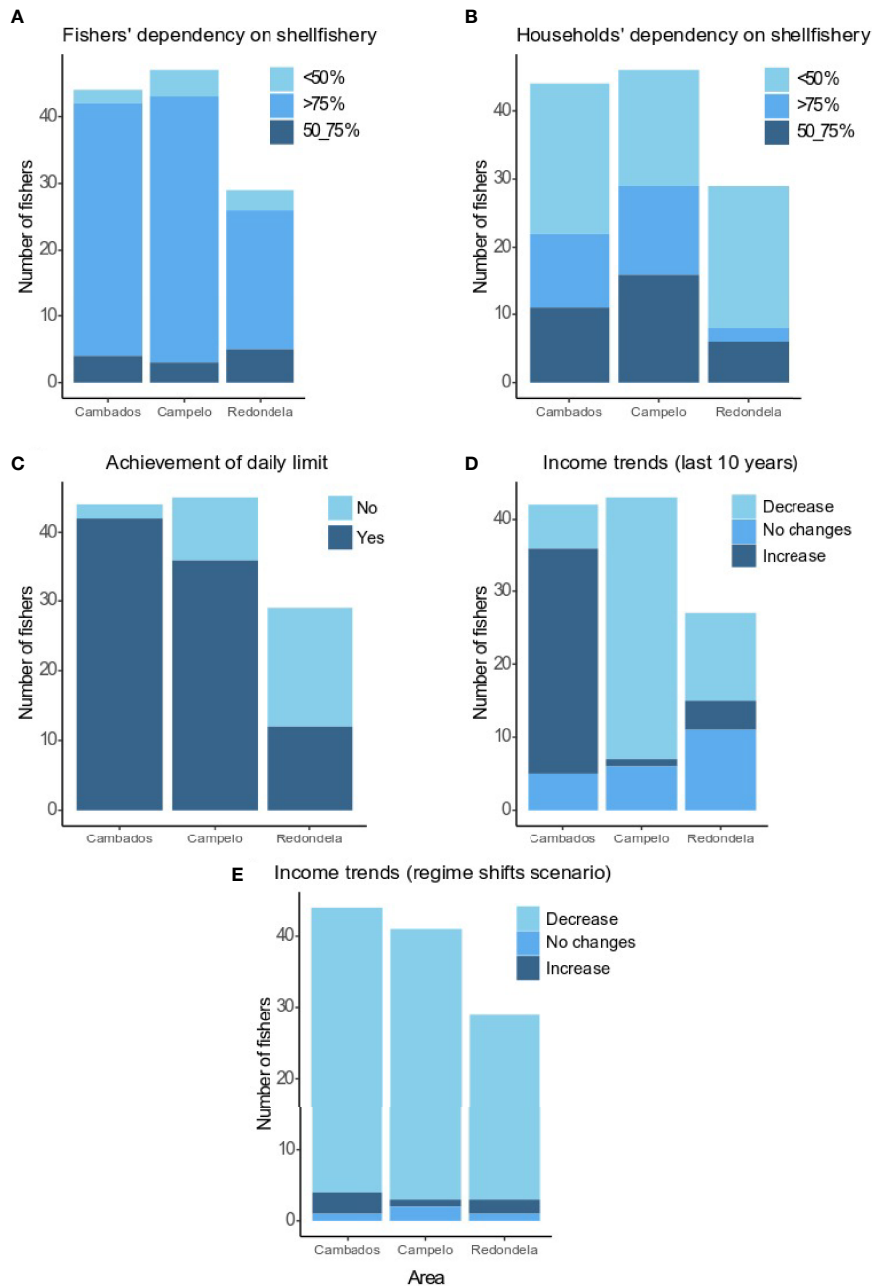 A
Fishers' dependency on shellfishery
<50%
>75%
50_75%
Number of fishers
40
30
20
10
0
Cambados Campelo Redondela
B
Households' dependency on shellfishery
<50%
>75%
50_75%
Number of fishers
40
30
20
10
0
Cambados Campelo Redondela
C
Achievement of daily limit
No
Yes
Number of fishers
40
30
20
10
0
Cambados Campelo Redondela
D
Income trends (last 10 years)
Decrease
No changes
Increase
Number of fishers
40
30
20
10
0
Cambados Campelo Redondela
E
Income trends (regime shifts scenario)
Decrease
No changes
Increase
Number of fishers
40
30
20
10
0
Cambados Campelo Redondela
Area